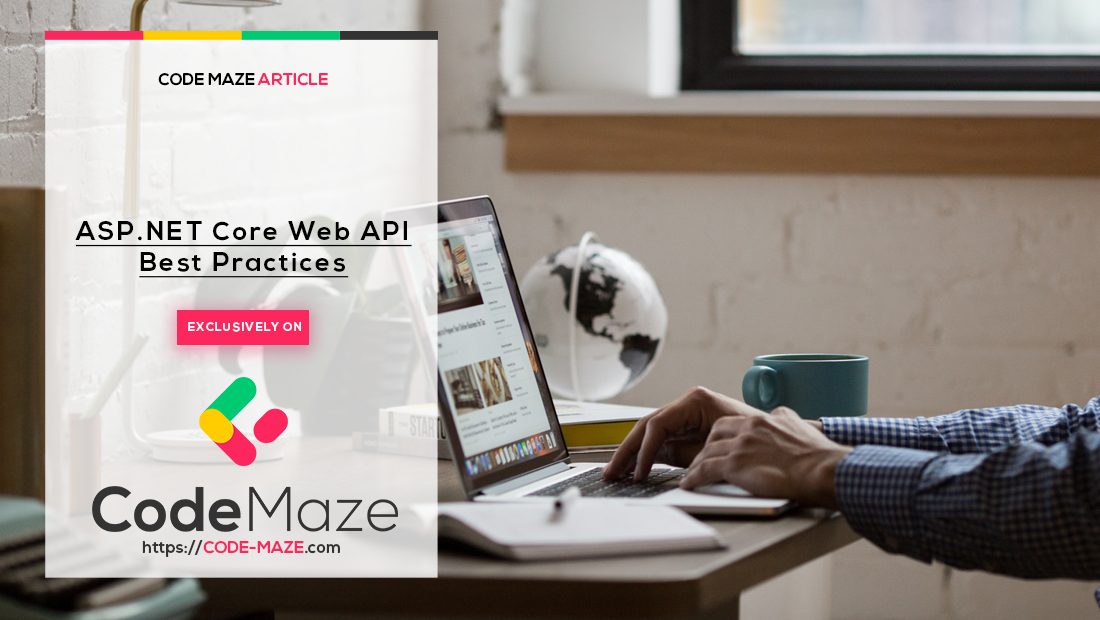 CODE MAZE ARTICLE
ASP.NET Core Web API
Best Practices
EXCLUSIVELY ON
CodeMaze
https://CODE-MAZE.com